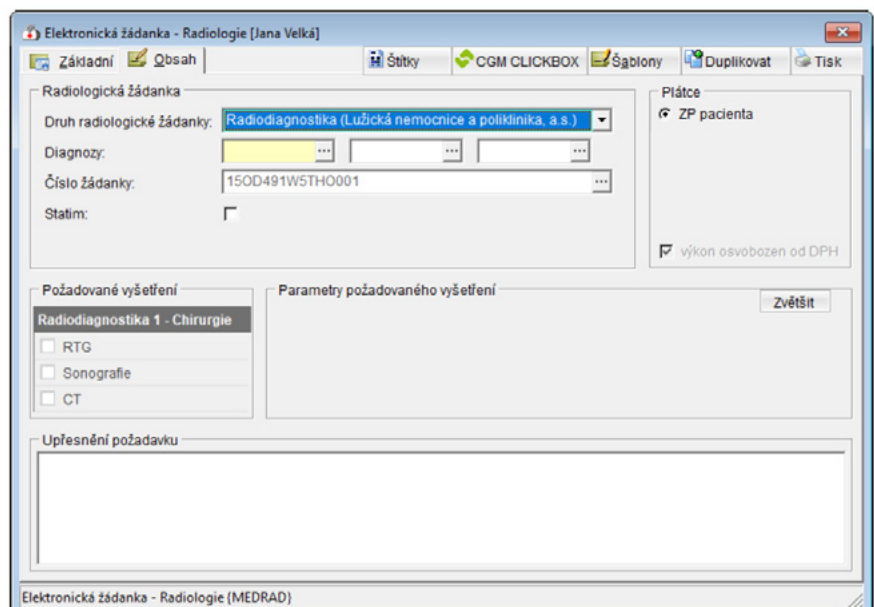 Elektronická žádanka - Radiologie [Jana Velká]
Základní Obsah Štítky CGM CLICKBOX Šablony Duplikovat Tisk
Radiologická žádanka
Druh radiologické žádanky: Radiodiagnostika (Lužická nemocnice a poliklinika, a.s.)
Diagnozy: ... ... ...
Číslo žádanky: 15OD491W5THO001 ...
Statim:
Plátce
ZP pacienta
výkon osvobozen od DPH
Požadované vyšetření
Radiodiagnostika 1 - Chirurgie
RTG
Sonografie
CT
Parametry požadovaného vyšetření
Zvětšit
Upřesnění požadavku
Elektronická žádanka - Radiologie {MEDRAD}